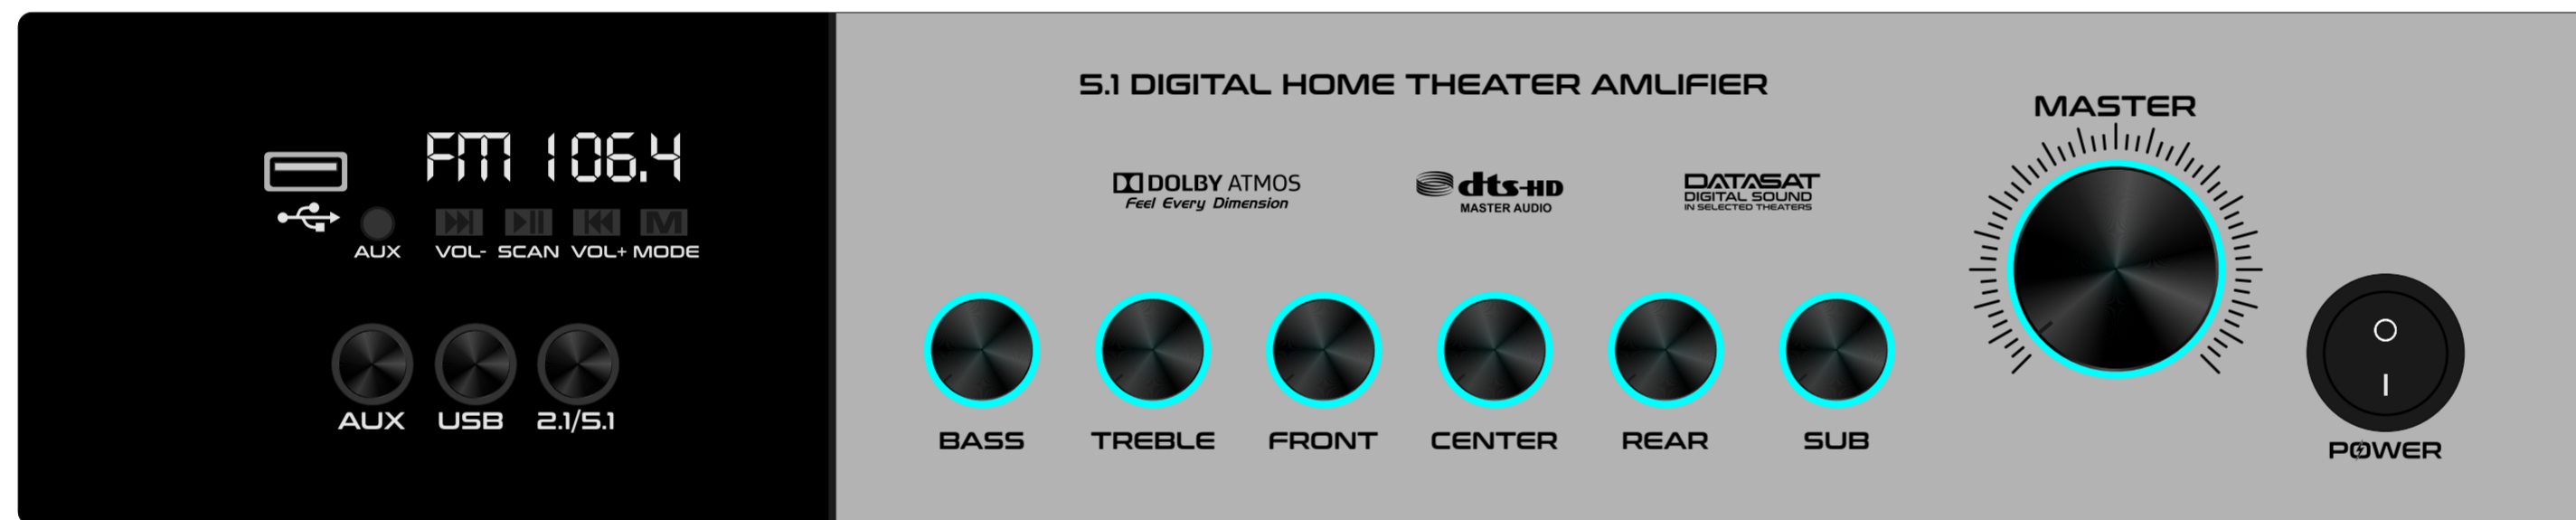 FM 106.4
AUX
VOL- SCAN VOL+ MODE
M
AUX USB 2.1/5.1
5.1 DIGITAL HOME THEATER AMLIFIER
DOLBY ATMOS
Feel Every Dimension
dts-HD
MASTER AUDIO
DATASAT
DIGITAL SOUND
IN SELECTED THEATERS
BASS TREBLE FRONT CENTER REAR SUB
MASTER
POWER